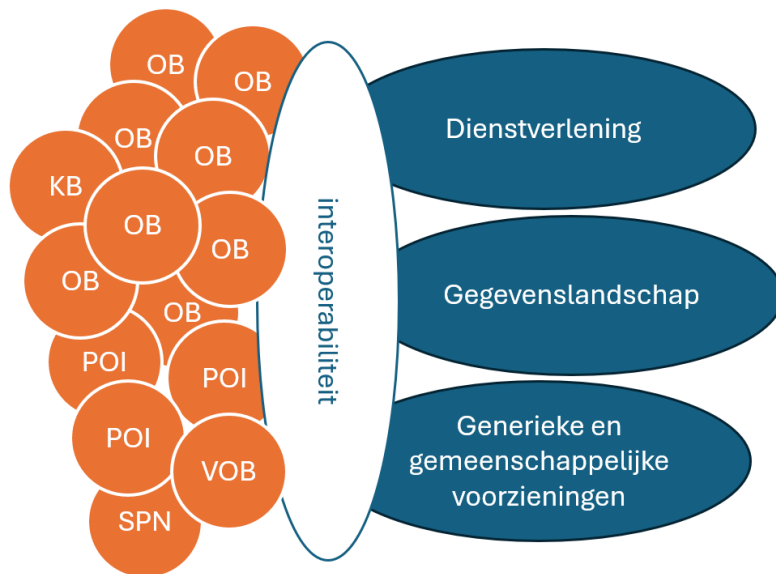 OB
OB
OB
OB
KB
OB
OB
OB
OB
POI
POI
POI
VOB
SPN
interoperabiliteit
Dienstverlening
Gegevenslandschap
Generieke en
gemeenschappelijke
voorzieningen